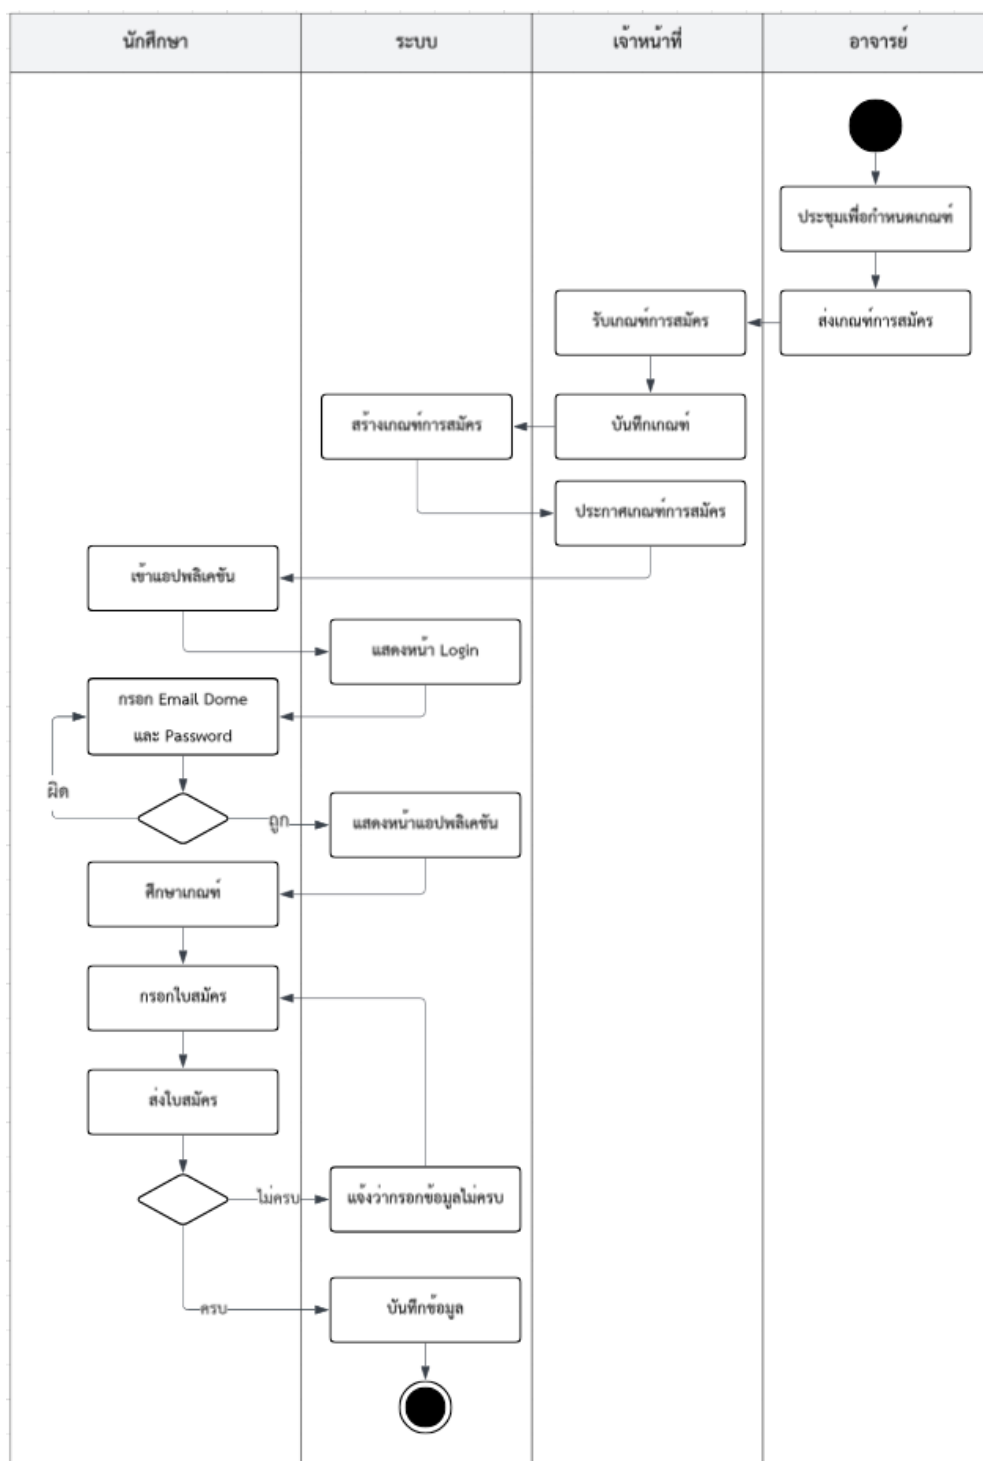 นักศึกษา
ระบบ
เจ้าหน้าที่
อาจารย์
ประชุมเพื่อกำหนดเกณฑ์
รับเกณฑ์การสมัคร
ส่งเกณฑ์การสมัคร
สร้างเกณฑ์การสมัคร
บันทึกเกณฑ์
ประกาศเกณฑ์การสมัคร
เข้าแอปพลิเคชัน
แสดงหน้า Login
กรอก Email Dome
และ Password
ผิด
ถูก
แสดงหน้าแอปพลิเคชัน
ศึกษาเกณฑ์
กรอกใบสมัคร
ส่งใบสมัคร
ไม่ครบ
แจ้งว่ากรอกข้อมูลไม่ครบ
ครบ
บันทึกข้อมูล